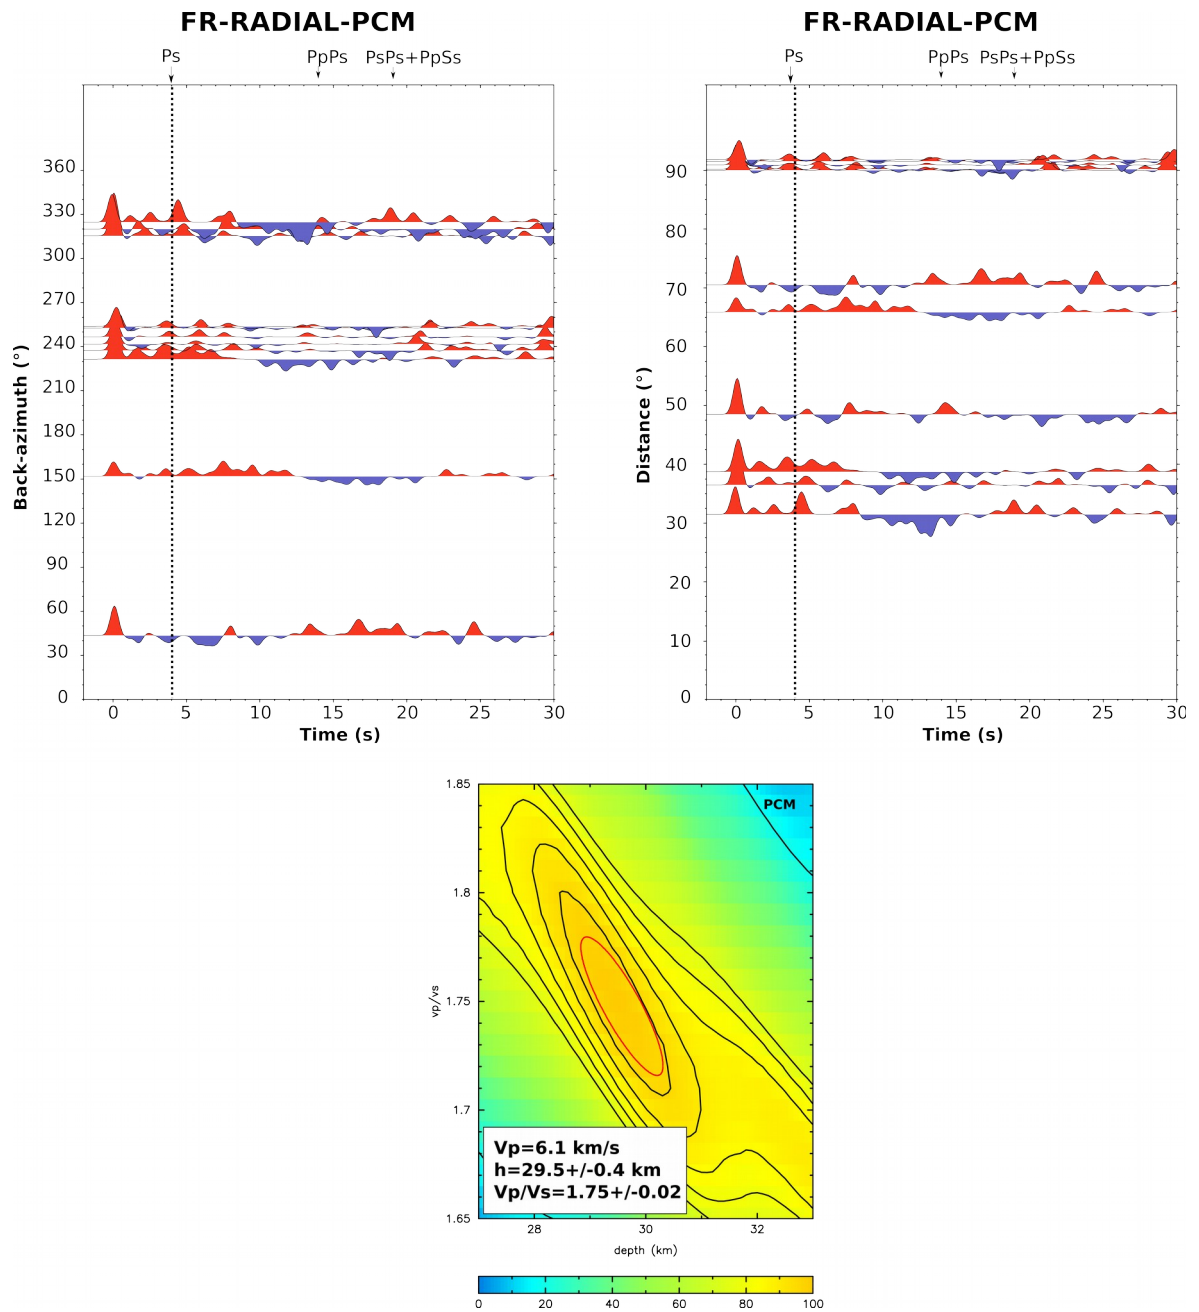 FR-RADIAL-PCM
Ps PpPs PsPs+PpSs
Back-azimuth (°)
360
330
300
270
240
210
180
150
120
90
60
30
0
0 5 10 15 20 25 30
Time (s)
FR-RADIAL-PCM
Ps PpPs PsPs+PpSs
Distance (°)
90
80
70
60
50
40
30
20
10
0
0 5 10 15 20 25 30
Time (s)
PCM
vp/vs
1.85
1.8
1.75
1.7
1.65
Vp=6.1 km/s
h=29.5+/-0.4 km
Vp/Vs=1.75+/-0.02
28 30 32
depth (km)
0 20 40 60 80 100